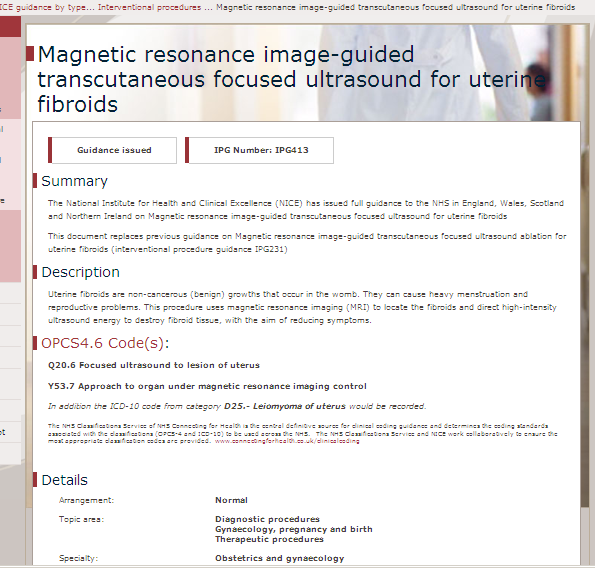 ICE guidance by type... Interventional procedures ... Magnetic resonance image-guided transcutaneous focused ultrasound for uterine fibroids
Magnetic resonance image-guided
transcutaneous focused ultrasound for uterine
fibroids
Guidance issued
IPG Number: IPG413
Summary
The National Institute for Health and Clinical Excellence (NICE) has issued full guidance to the NHS in England, Wales, Scotland
and Northern Ireland on Magnetic resonance image-guided transcutaneous focused ultrasound for uterine fibroids
This document replaces previous guidance on Magnetic resonance image-guided transcutaneous focused ultrasound ablation for
uterine fibroids (interventional procedure guidance IPG231)
Description
Uterine fibroids are non-cancerous (benign) growths that occur in the womb. They can cause heavy menstruation and
reproductive problems. This procedure uses magnetic resonance imaging (MRI) to locate the fibroids and direct high-intensity
ultrasound energy to destroy fibroid tissue, with the aim of reducing symptoms.
OPCS4.6 Code(s):
Q20.6 Focused ultrasound to lesion of uterus
Y53.7 Approach to organ under magnetic resonance imaging control
In addition the ICD-10 code from category D25.- Leiomyoma of uterus would be recorded.
The NHS Classifications Service of NHS Connecting for Health is the central definitive source for clinical coding guidance and determines the coding standards
associated with the classifications (OPCS-4 and ICD-10) to be used across the NHS. The NHS Classifications Service and NICE work collaboratively to ensure the
most appropriate classification codes are provided. www.connectingforhealth.co.uk/clinicalcoding
Details
Arrangement: Normal
Topic area: Diagnostic procedures
Gynaecology, pregnancy and birth
Therapeutic procedures
Specialty: Obstetrics and gynaecology